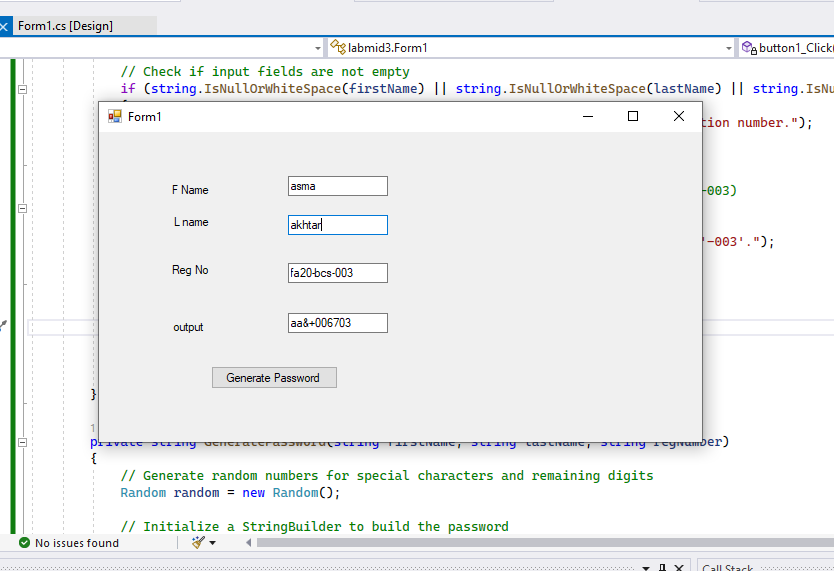 Form1.cs [Design]
labmid3.Form1
button1_Click(
// Check if input fields are not empty
if (string.IsNullOrWhiteSpace(firstName) || string.IsNullOrWhiteSpace(lastName) || string.IsNu
Form1
tion number.");
F Name
asma
-003)
L name
akhtar
'-003'.");
Reg No
fa20-bcs-003
output
aa&+006703
Generate Password
}
1
private string GeneratePassword(string firstName, string lastName, string regNumber)
{
// Generate random numbers for special characters and remaining digits
Random random = new Random();
// Initialize a StringBuilder to build the password
No issues found
Call Stack